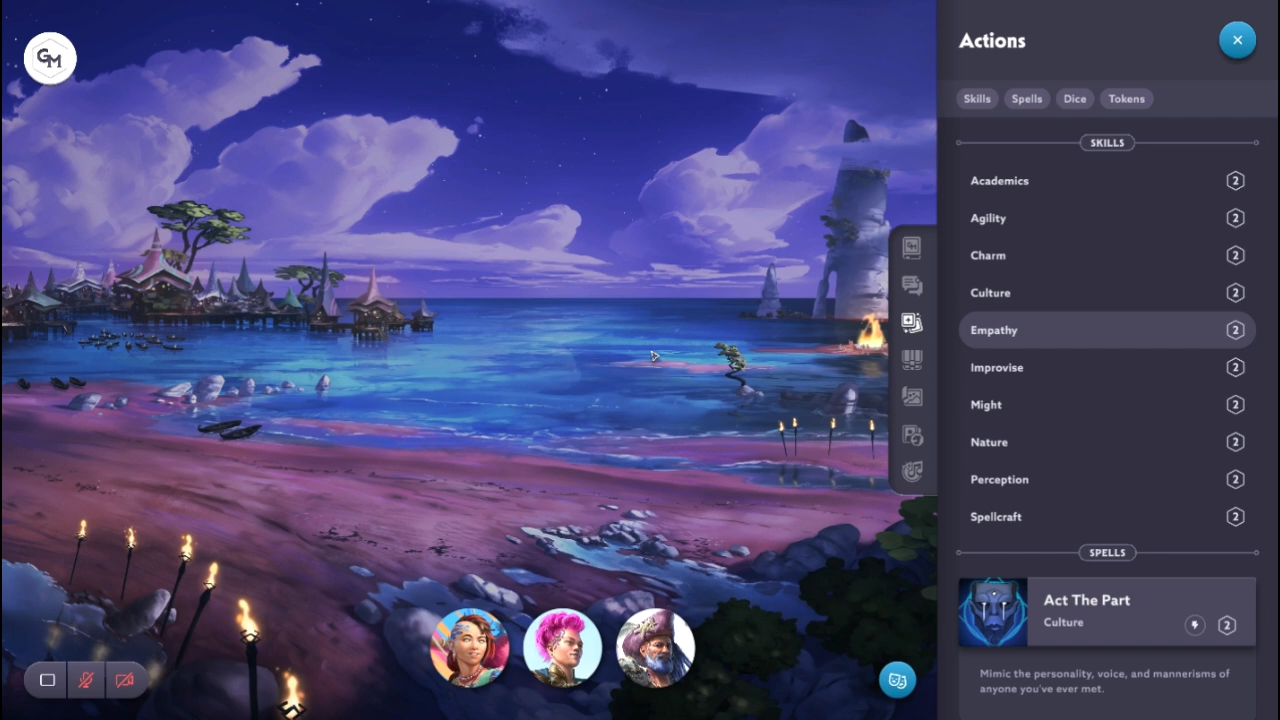 GM
Actions
Skills
Spells
Dice
Tokens
SKILLS
Academics 2
Agility 2
Charm 2
Culture 2
Empathy 2
Improvise 2
Might 2
Nature 2
Perception 2
Spellcraft 2
SPELLS
Act The Part
Culture 2
Mimic the personality, voice, and mannerisms of
anyone you've ever met.